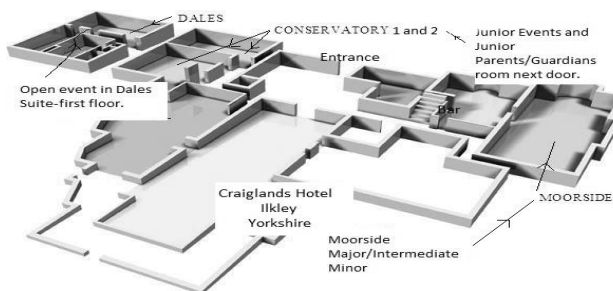 DALES
CONSERVATORY 1 and 2
Junior Events and
Junior
Parents/Guardians
room next door.
Entrance
Open event in Dales
Suite-first floor.
Bar
MOORSIDE
Craiglands Hotel
Ilkley
Yorkshire
Moorside
Major/Intermediate
Minor